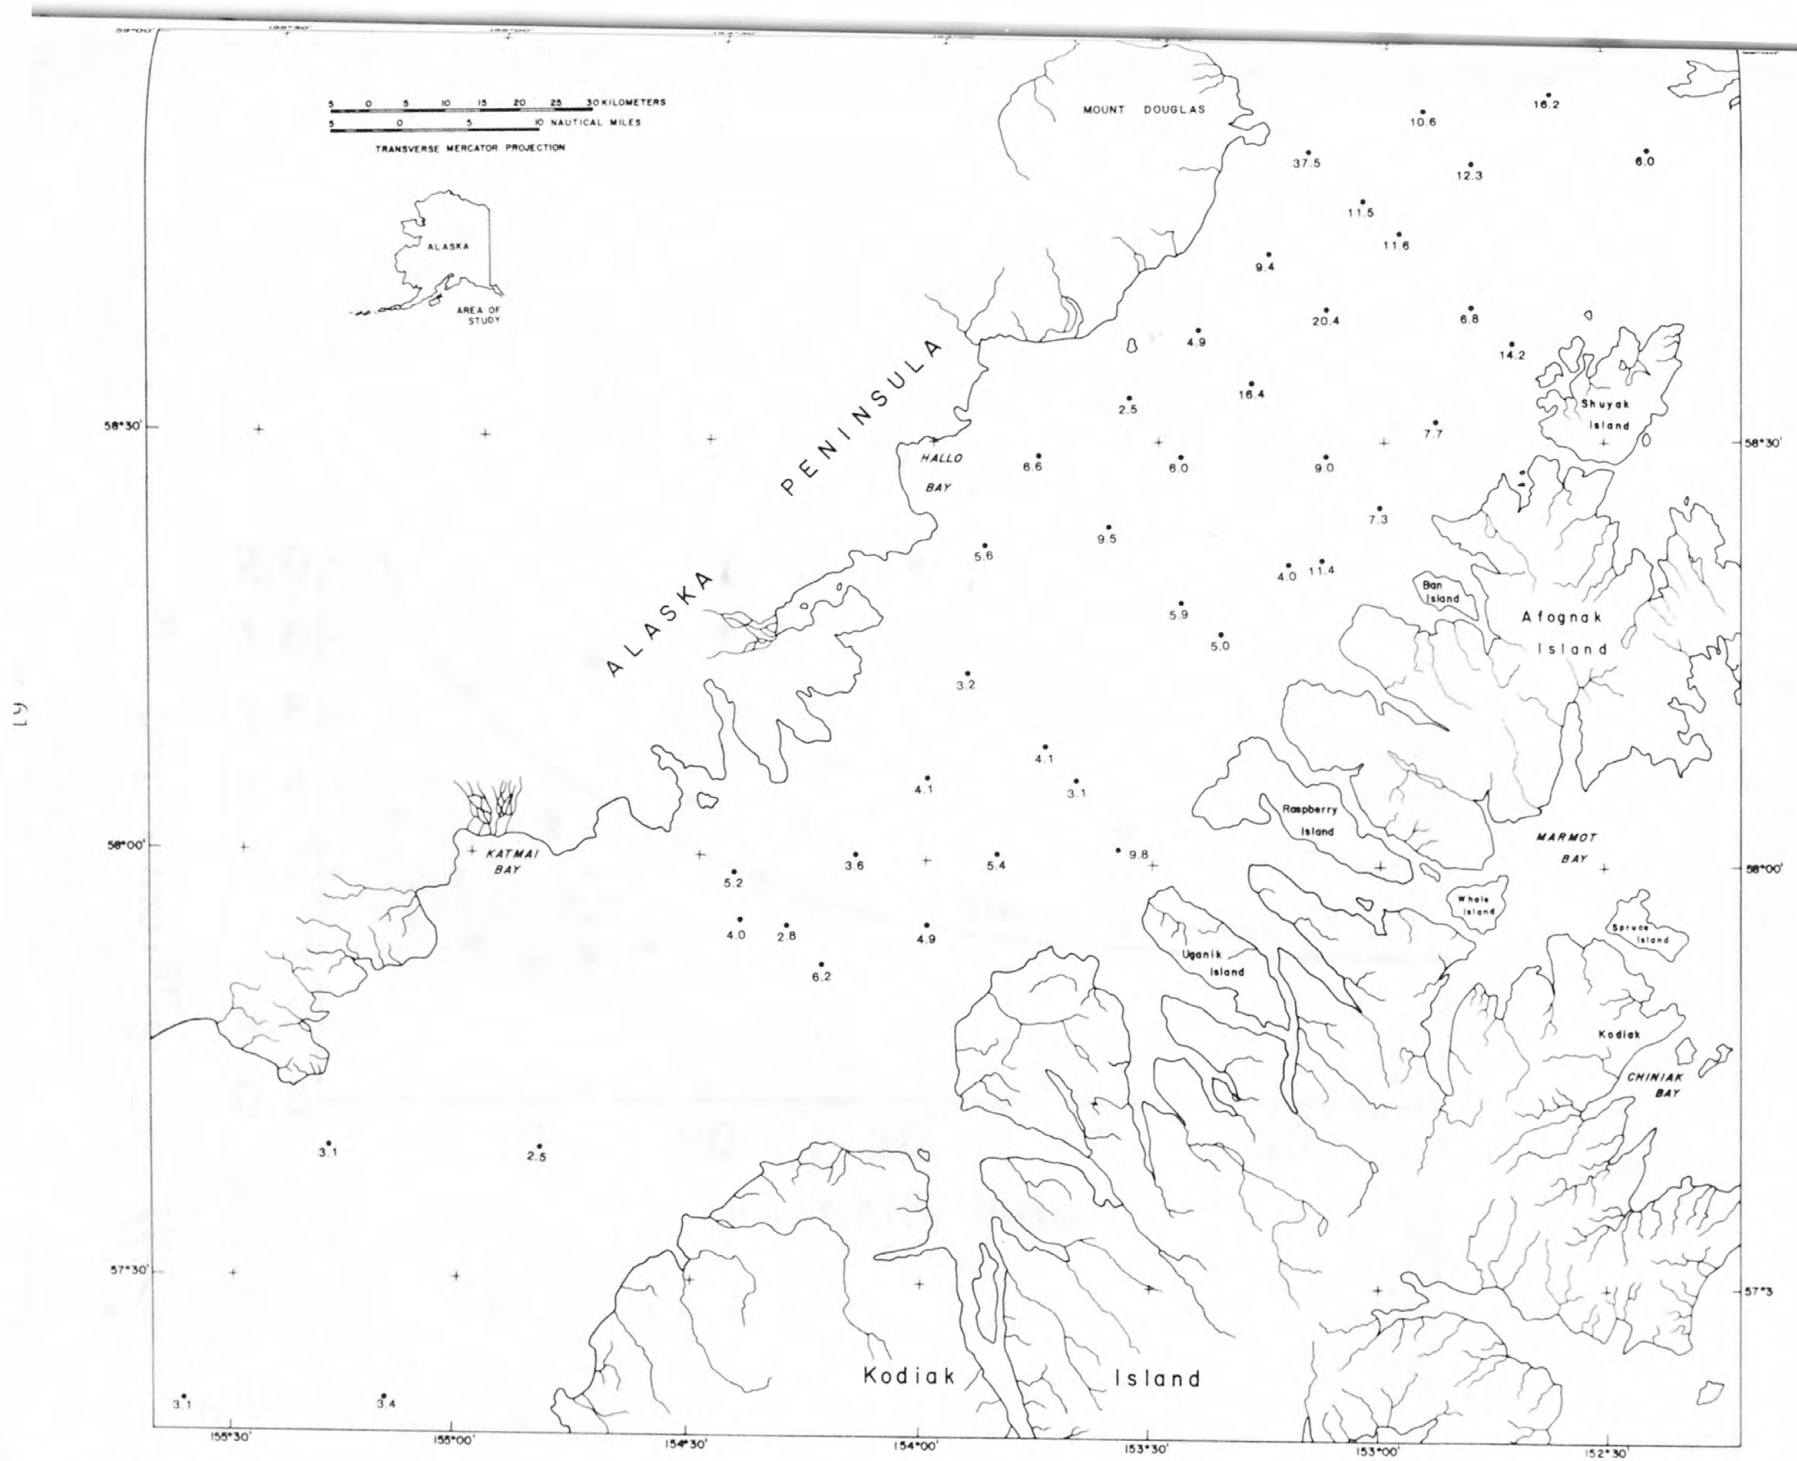 155°00'
5 0 5 10 15 20 25 30 KILOMETERS
5 0 5 10 NAUTICAL MILES
TRANSVERSE MERCATOR PROJECTION
ALASKA
AREA OF
STUDY
MOUNT DOUGLAS
16.2
10.6
37.5
12.3
6.0
11.5
11.6
9.4
20.4
6.8
4.9
14.2
16.4
2.5
ALASKA PENINSULA
Shuyak
Island
7.7
58°30'
58°30'
HALLO
BAY
6.6
6.0
9.0
7.3
9.5
5.6
4.0
11.4
Ban
Island
5.9
Afognak
Island
5.0
3.2
61
4.1
4.1
3.1
Raspberry
Island
MARMOT
BAY
58°00'
KATMAI
BAY
3.6
5.4
9.8
58°00'
5.2
Whale
Island
4.0
2.8
4.9
Spruce
Island
6.2
Uganik
Island
Kodiak
CHINIAK
BAY
3.1
2.5
57°30'
57°3
Kodiak Island
3.1
3.4
155°30'
155°00'
154°30'
154°00'
153°30'
153°00'
152°30'